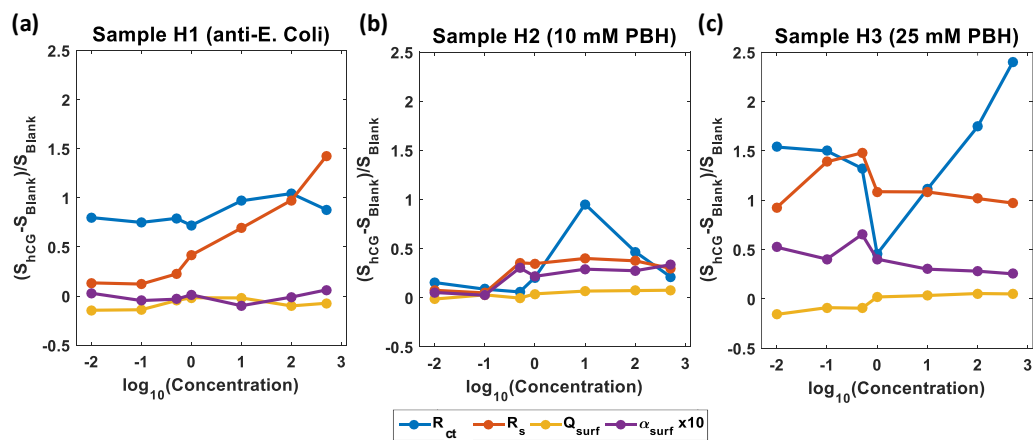 (a)
Sample H1 (anti-E. Coli)
(S_hCG-S_Blank)/S_Blank
2.5
2
1.5
1
0.5
0
-0.5
-2 -1 0 1 2 3
log_10(Concentration)
(b)
Sample H2 (10 mM PBH)
(S_hCG-S_Blank)/S_Blank
2.5
2
1.5
1
0.5
0
-0.5
-2 -1 0 1 2 3
log_10(Concentration)
(c)
Sample H3 (25 mM PBH)
(S_hCG-S_Blank)/S_Blank
2.5
2
1.5
1
0.5
0
-0.5
-2 -1 0 1 2 3
log_10(Concentration)
R_ct R_s Q_surf α_surf x10